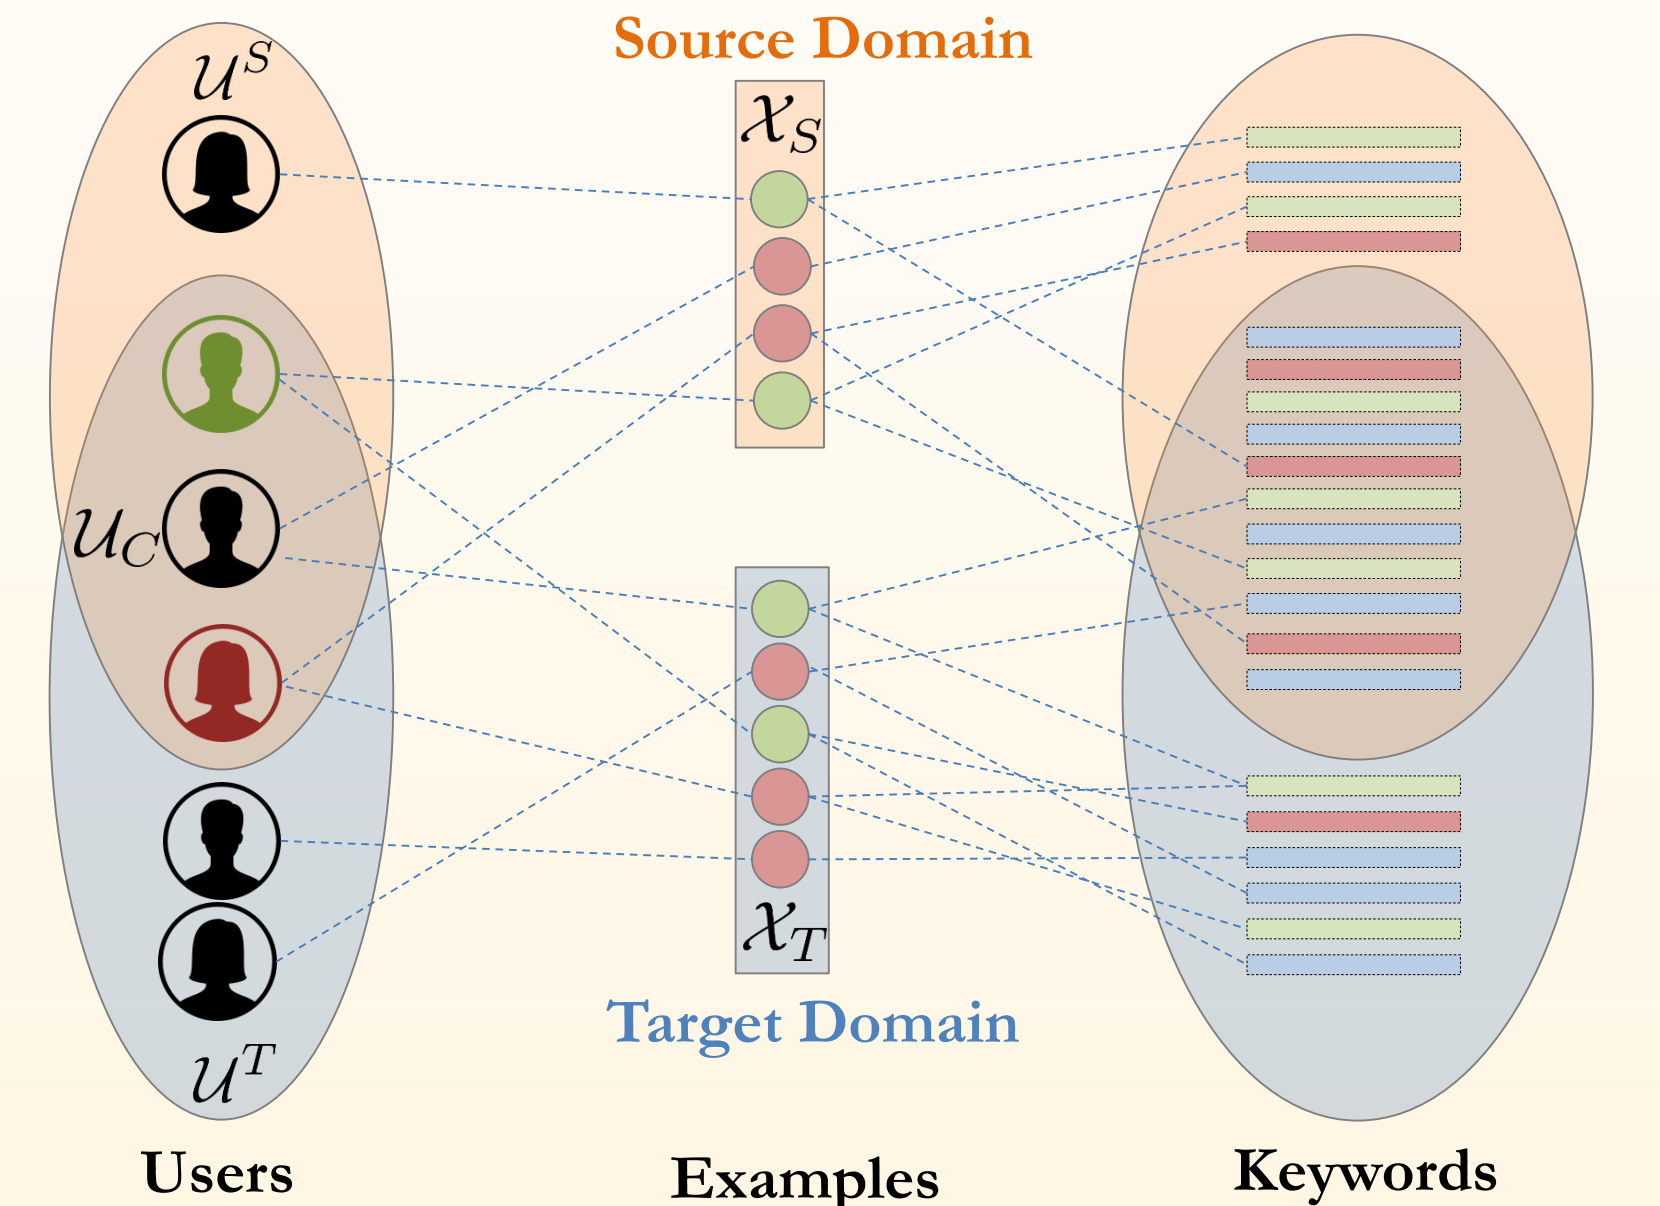 Source Domain
𝒰^S
𝒳_S
𝒰_C
𝒳_T
Target Domain
𝒰^T
Users
Examples
Keywords